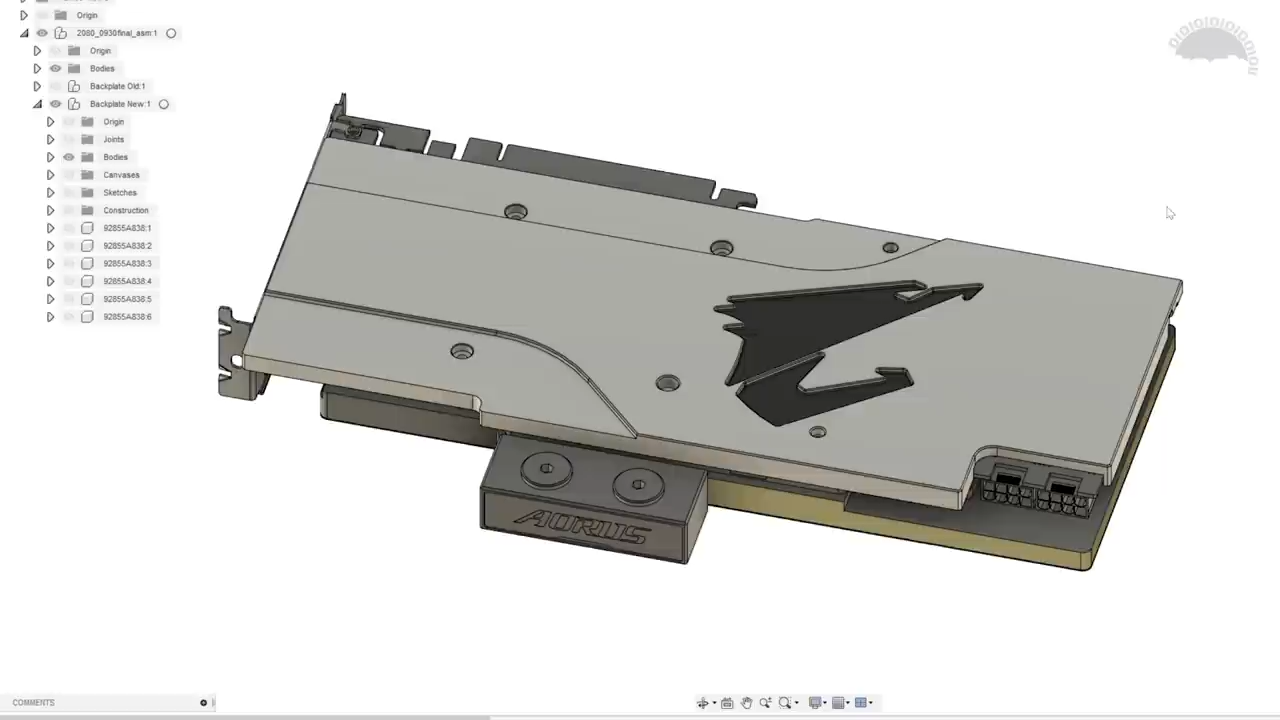 Origin
2080_0930final_asm:1
Origin
Bodies
Backplate Old:1
Backplate New:1
Origin
Joints
Bodies
Canvases
Sketches
Construction
92855A838:1
92855A838:2
92855A838:3
92855A838:4
92855A838:5
92855A838:6
AORUS
COMMENTS